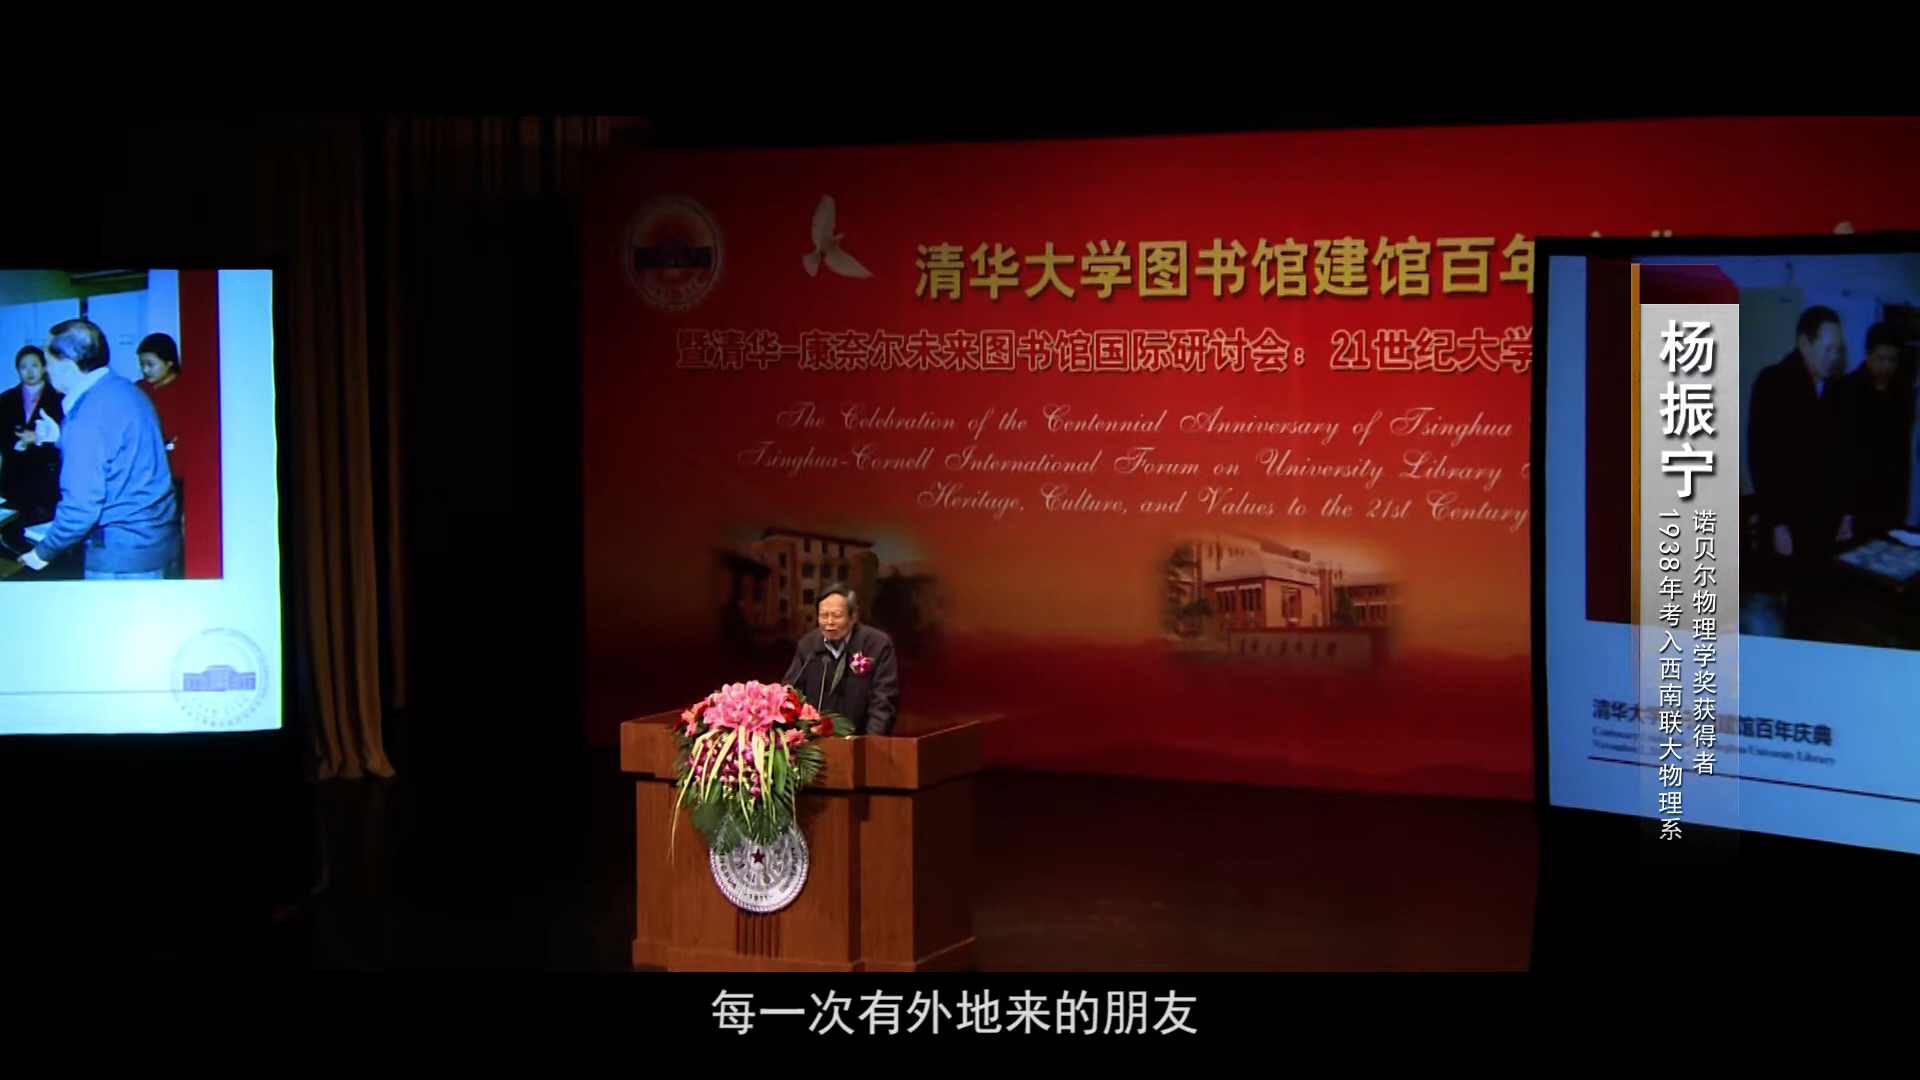 清华大学图书馆建馆百年
暨清华-康奈尔未来图书馆国际研讨会：21世纪大学
The Celebration of the Centennial Anniversary of Tsinghua
Tsinghua-Cornell International Forum on University Library
Heritage, Culture, and Values to the 21st Century
杨振宁
诺贝尔物理学奖获得者
1938年考入西南联大物理系
清华大
建馆百年庆典
University Library
1911
每一次有外地来的朋友